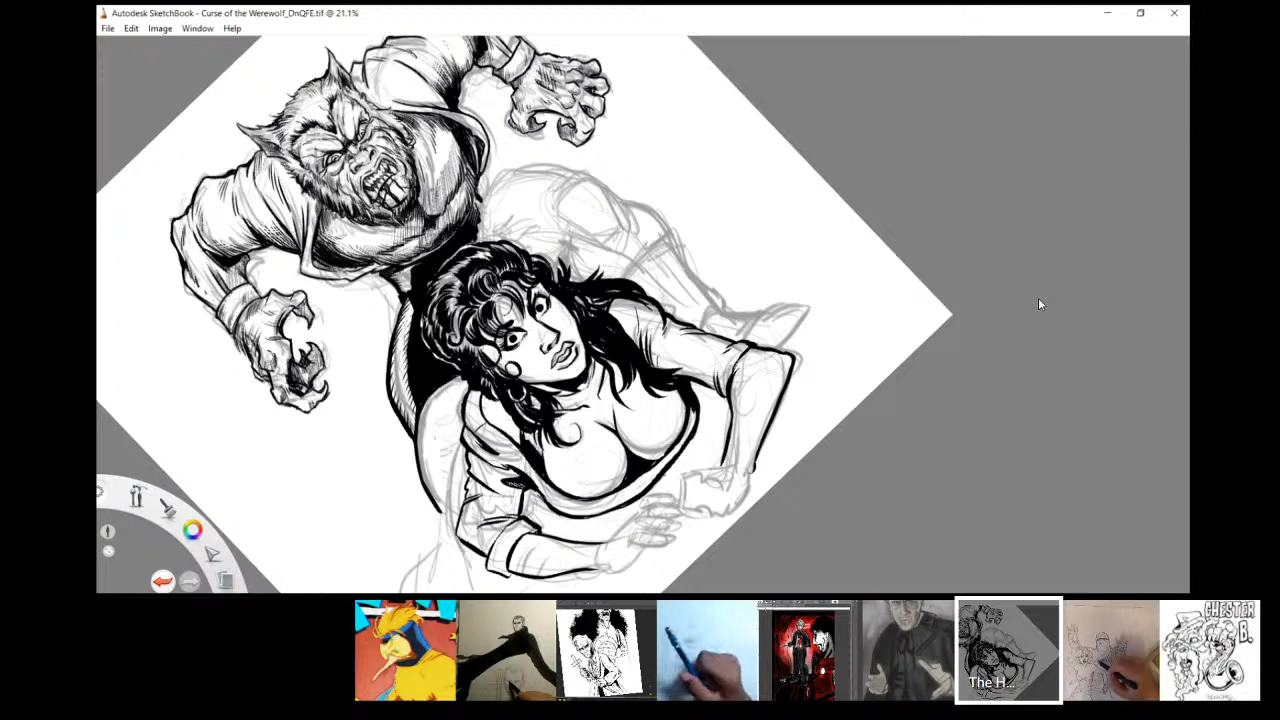 Autodesk SketchBook - Curse of the Werewolf_DnQFE.tif @ 21.1%
File Edit Image Window Help
The H...
CHESTER
B.